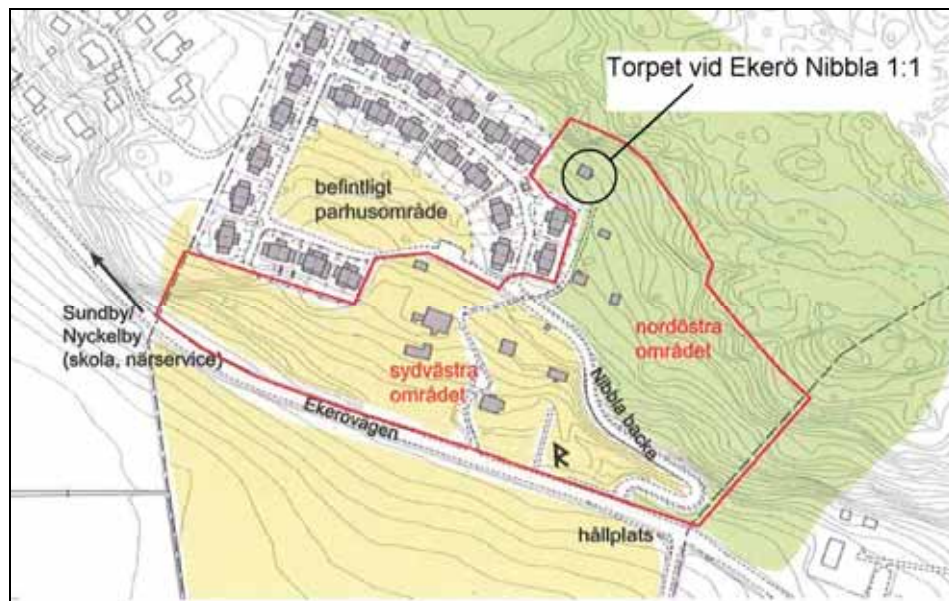 Torpet vid Ekerö Nibbla 1:1
befintligt
parhusområde
Sundby/
Nyckelby
(skola, närservice)
nordöstra
området
sydvästra
området
Ekerövägen
Nibbla backa
R
hållplats